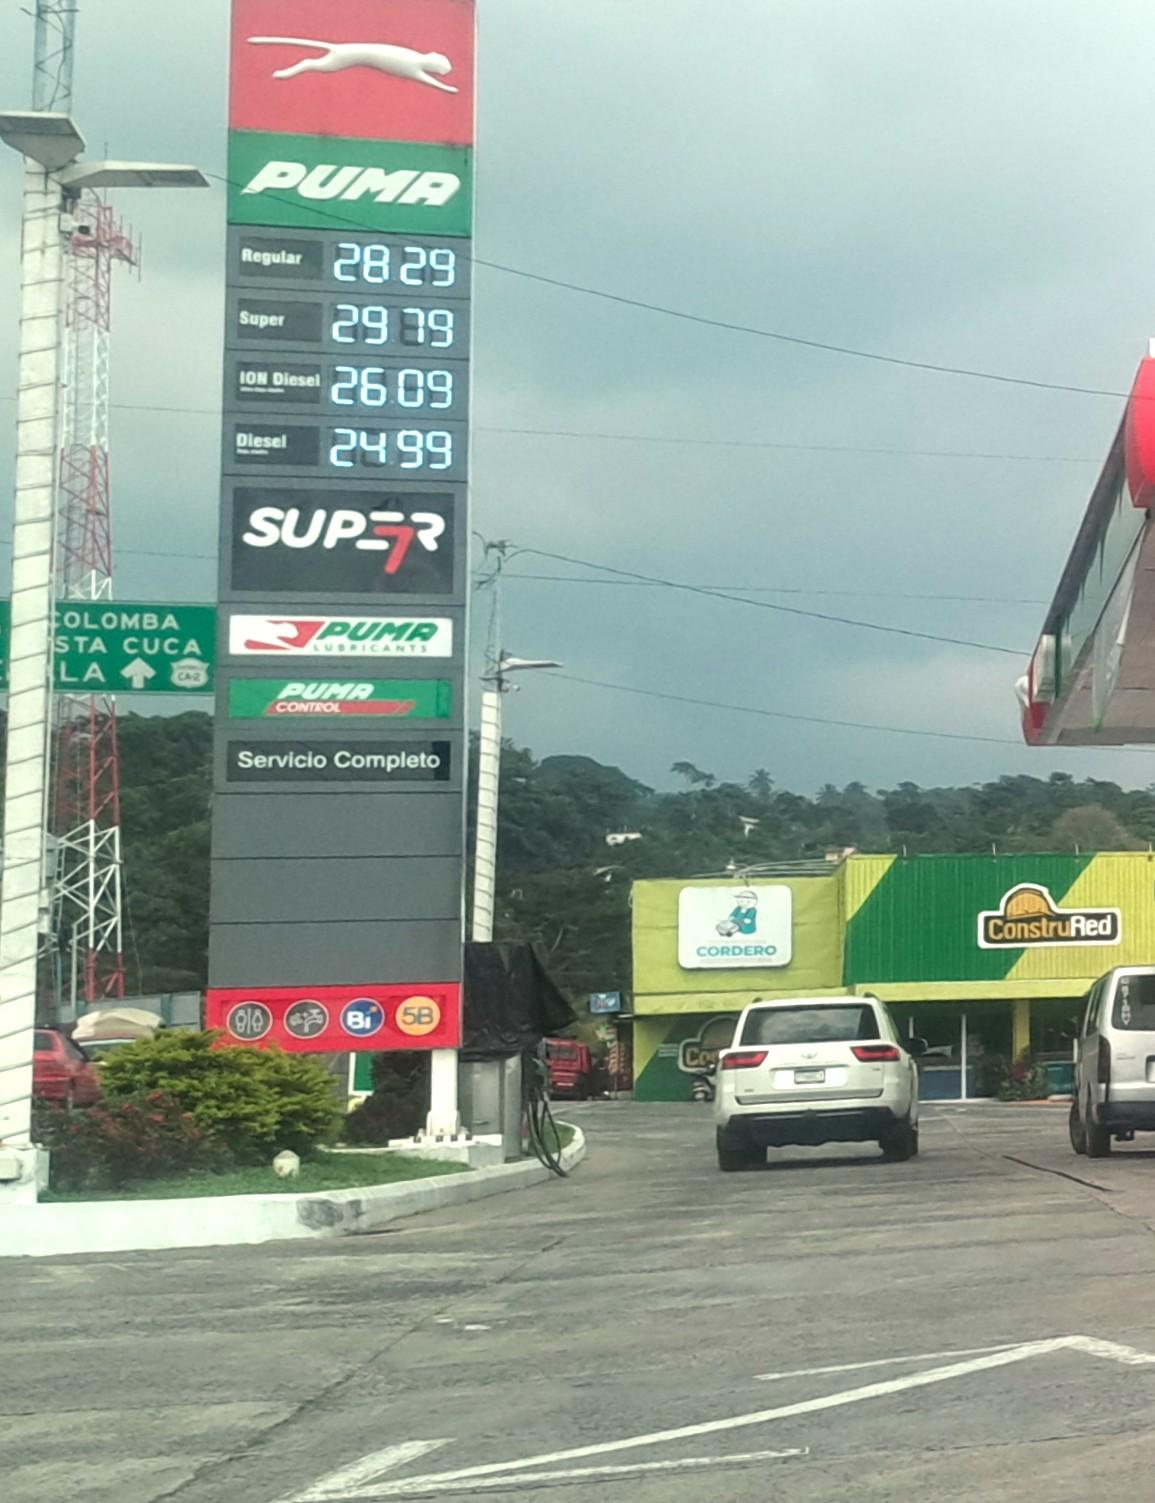 PUMA
Regular 28 29
Super 29 79
ION Diesel 26.09
Diesel 24.99
SUPER7
COLOMBA
STA CUCA
LA
CA-2
PUMA
LUBRICANTS
PUMA
CONTROL
Servicio Completo
Bi 5B
CORDERO
ConstruRed